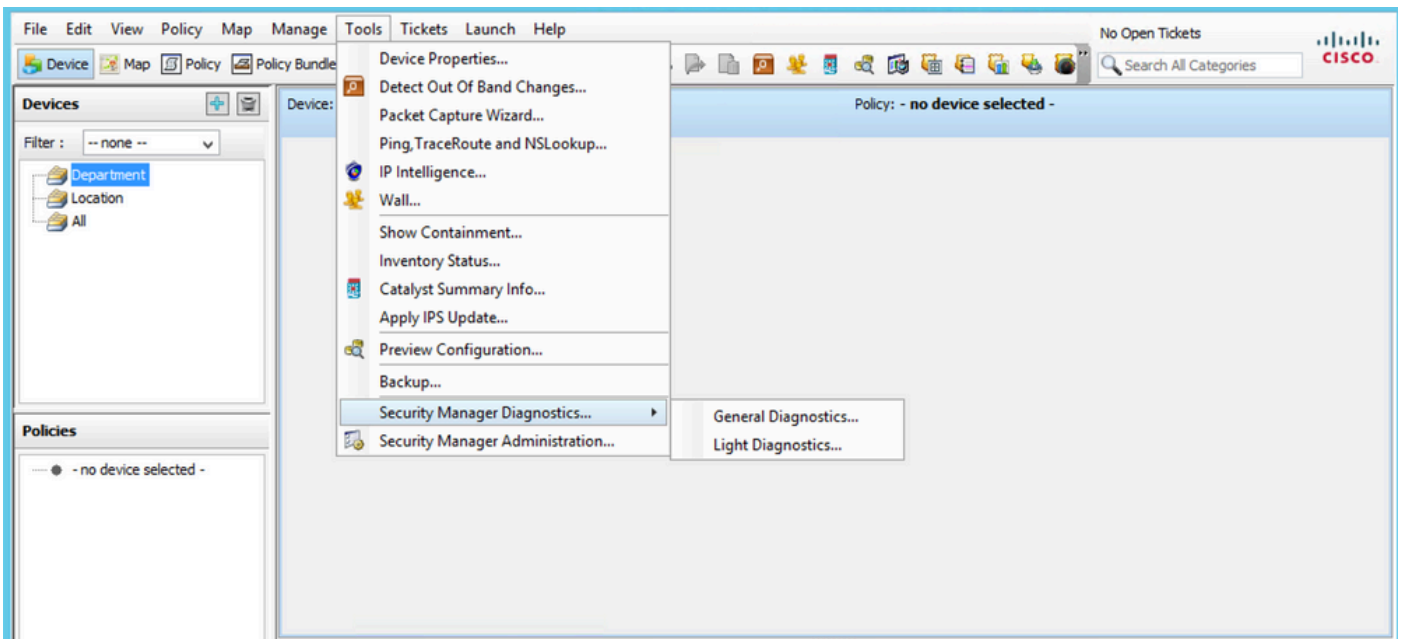 File Edit View Policy Map Manage Tools Tickets Launch Help
No Open Tickets
CISCO
Device Map Policy Policy Bundle
Search All Categories
Devices
Filter : -- none --
Department
Location
All
Policies
- no device selected -
Device:
Policy: - no device selected -
Device Properties...
Detect Out Of Band Changes...
Packet Capture Wizard...
Ping,TraceRoute and NSLookup...
IP Intelligence...
Wall...
Show Containment...
Inventory Status...
Catalyst Summary Info...
Apply IPS Update...
Preview Configuration...
Backup...
Security Manager Diagnostics...
Security Manager Administration...
General Diagnostics...
Light Diagnostics...